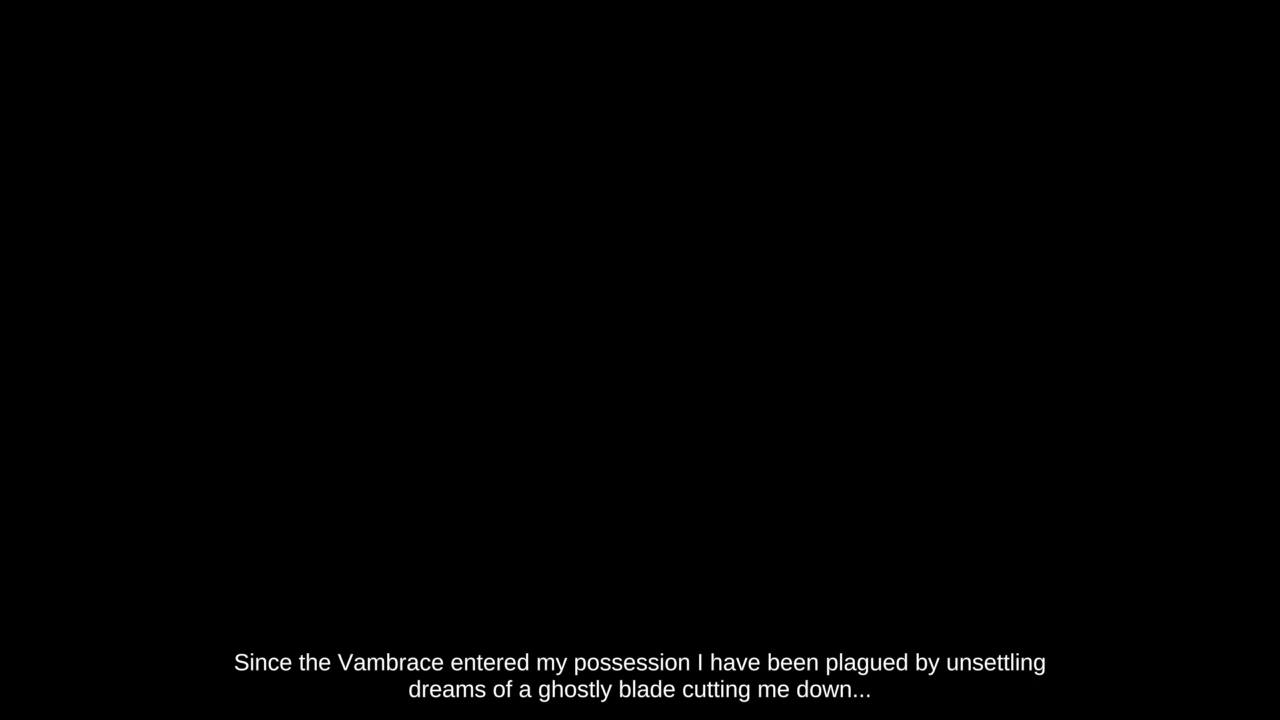 Since the Vambrace entered my possession I have been plagued by unsettling
dreams of a ghostly blade cutting me down...